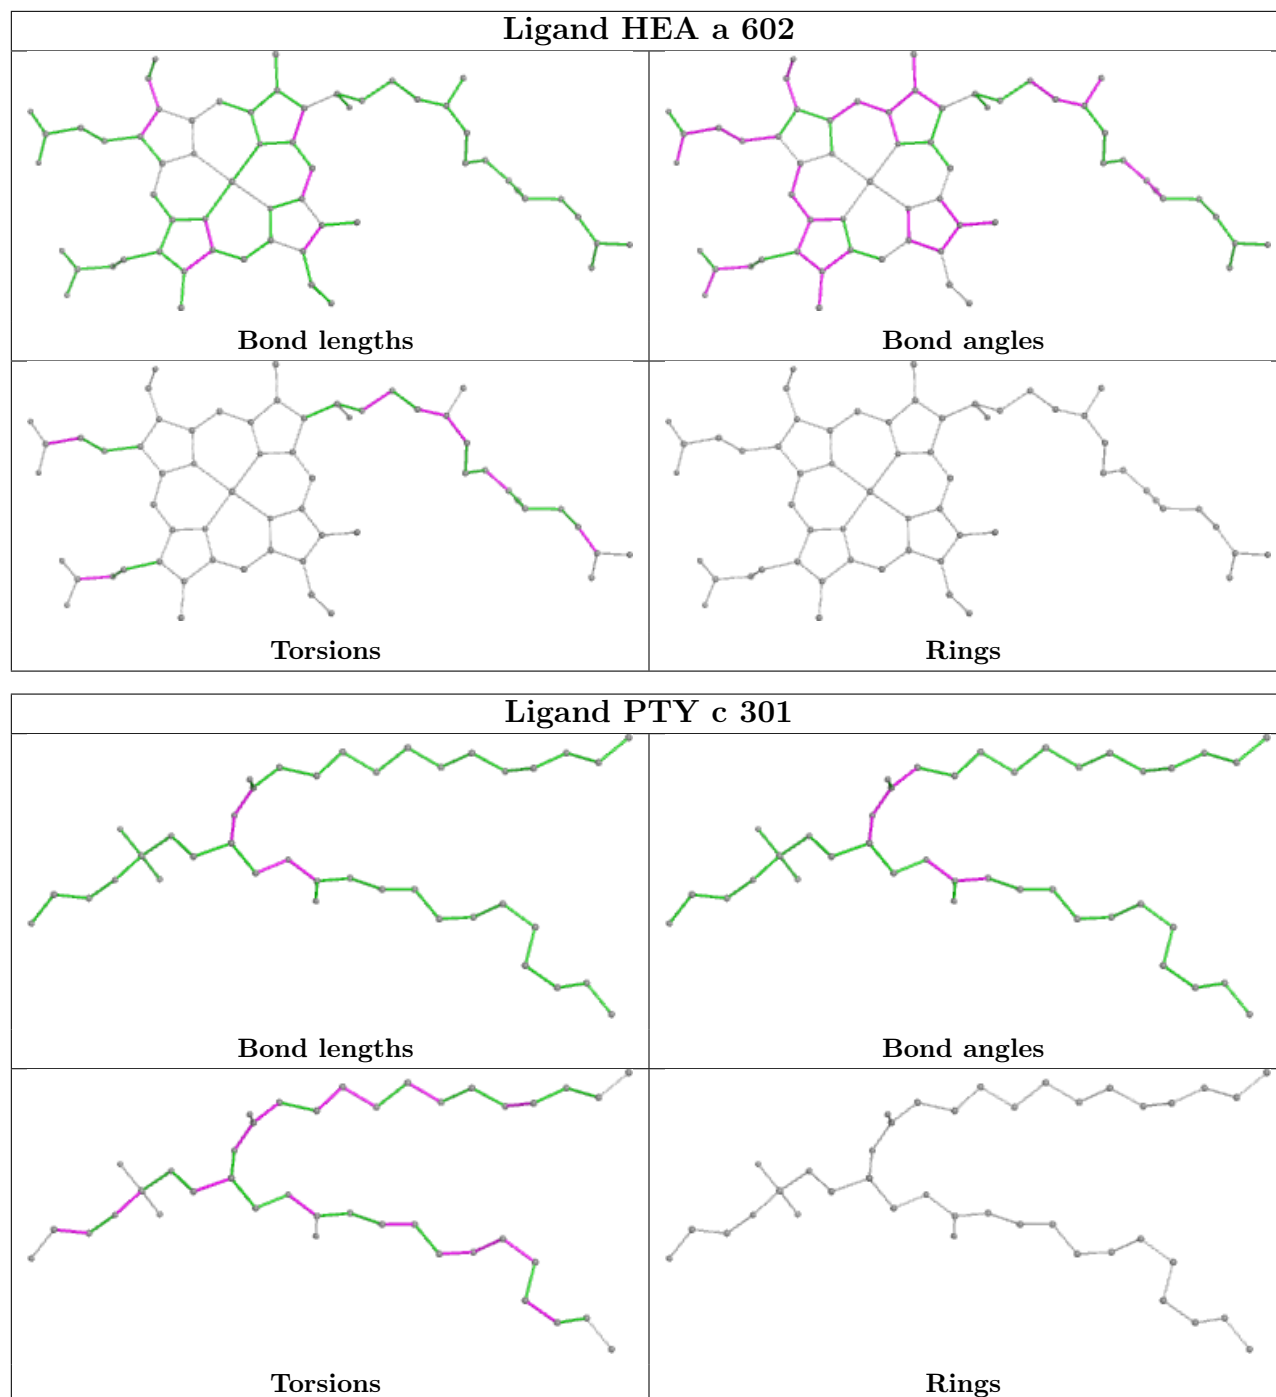 Ligand HEA a 602
Bond lengths
Bond angles
Torsions
Rings
Ligand PTY c 301
Bond lengths
Bond angles
Torsions
Rings